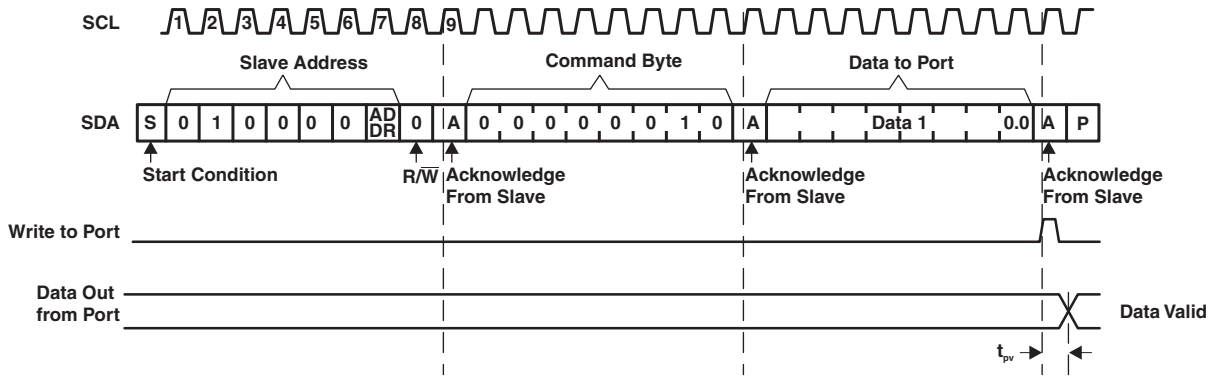 SCL 1 2 3 4 5 6 7 8 9
Slave Address Command Byte Data to Port
SDA S 0 1 0 0 0 0 AD DR 0 A 0 0 0 0 0 0 1 0 A Data 1 0.0 A P
Start Condition R/W Acknowledge From Slave Acknowledge From Slave Acknowledge From Slave
Write to Port
Data Out from Port Data Valid
tpv